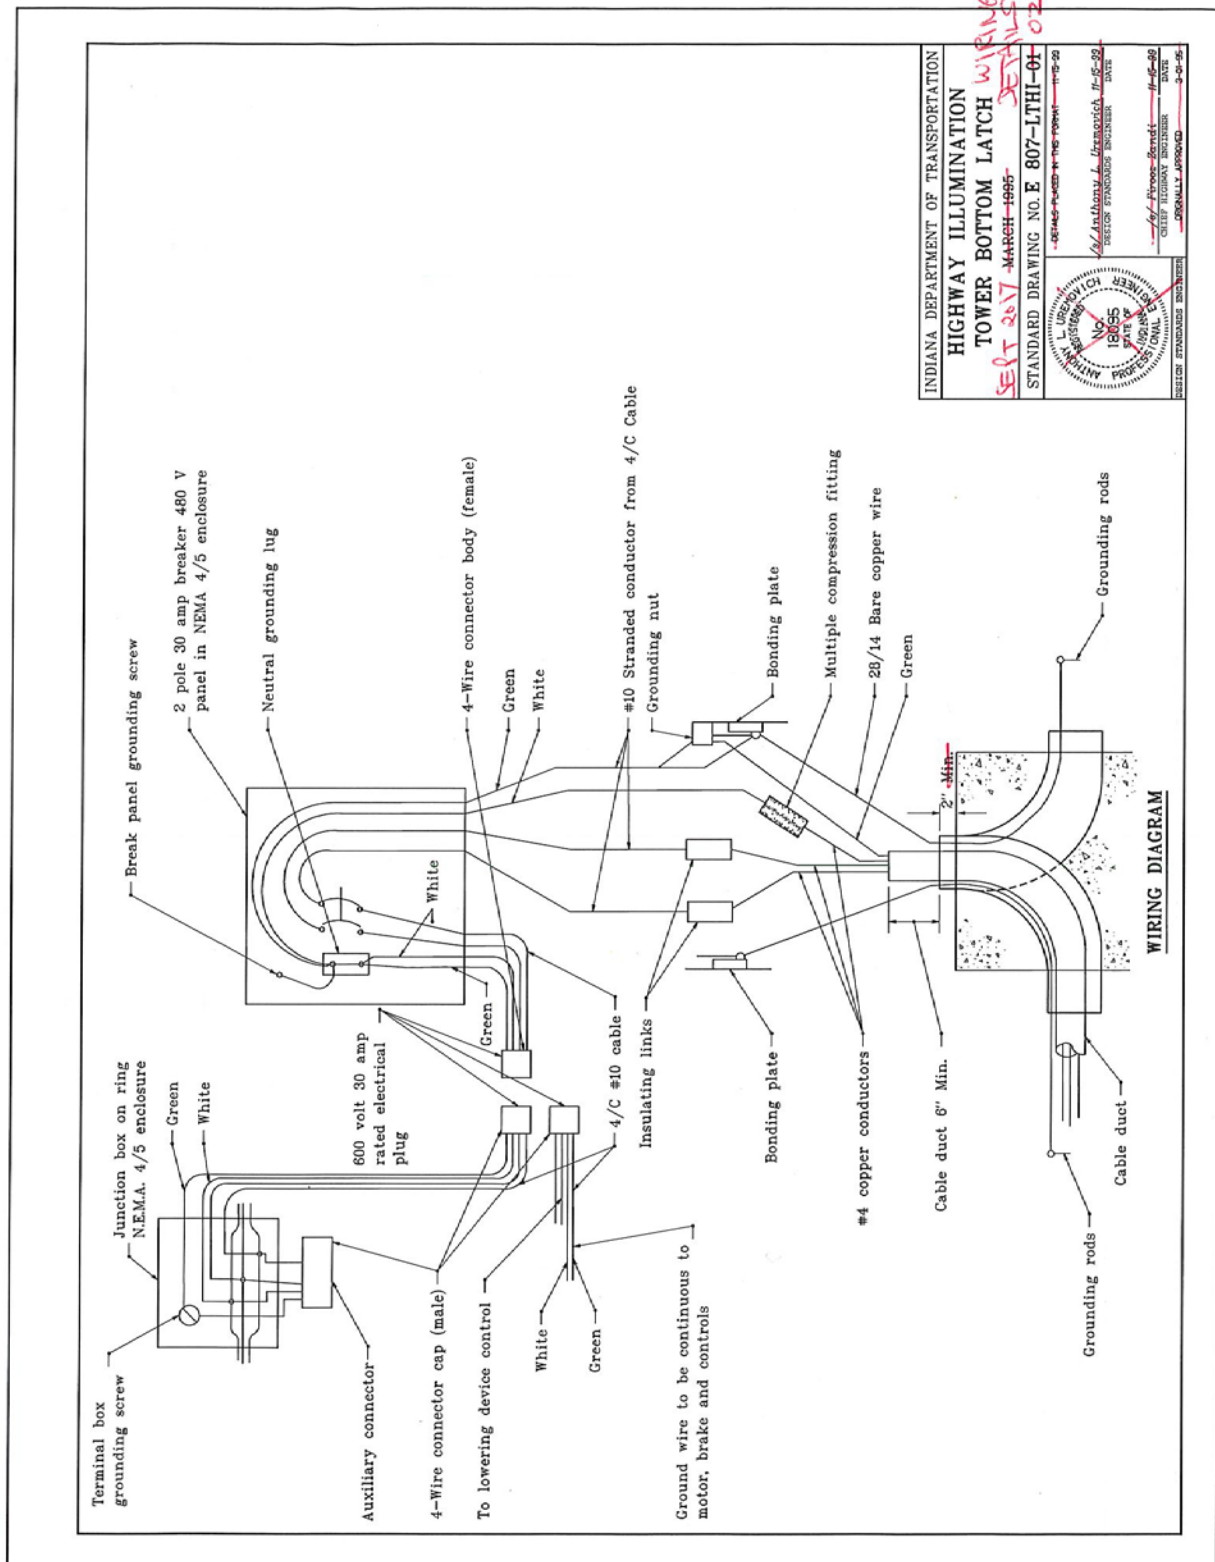 Terminal box
grounding screw
Junction box on ring
N.E.M.A. 4/5 enclosure
Green
White
Auxiliary connector
4-Wire connector cap (male)
To lowering device control
White
Green
Ground wire to be continuous to
motor, brake and controls
600 volt 30 amp
rated electrical
plug
Green
4/C #10 cable
Insulating links
Bonding plate
#4 copper conductors
Cable duct 6" Min.
Cable duct
Grounding rods
Break panel grounding screw
2 pole 30 amp breaker 480 V
panel in NEMA 4/5 enclosure
Neutral grounding lug
White
4-Wire connector body (female)
Green
White
#10 Stranded conductor from 4/C Cable
Grounding nut
Bonding plate
Multiple compression fitting
28/14 Bare copper wire
Green
2" Min.
Grounding rods
WIRING DIAGRAM
INDIANA DEPARTMENT OF TRANSPORTATION
HIGHWAY ILLUMINATION
TOWER BOTTOM LATCH WIRING
DETAILS
SEPT 2017 MARCH 1995
STANDARD DRAWING NO. E 807-LTHI-01 02
ANTHONY L. UREMOVICH
REGISTERED
No.
18095
STATE OF
INDIANA
PROFESSIONAL ENGINEER
DESIGN STANDARDS ENGINEER
DETAILS PLACED IN THIS FORMAT 11-15-99
/s/ Anthony L. Uremovich 11-15-99
DESIGN STANDARDS ENGINEER DATE
/s/ Firooz Zandi 11-15-99
CHIEF HIGHWAY ENGINEER DATE
ORIGINALLY APPROVED 3-01-95